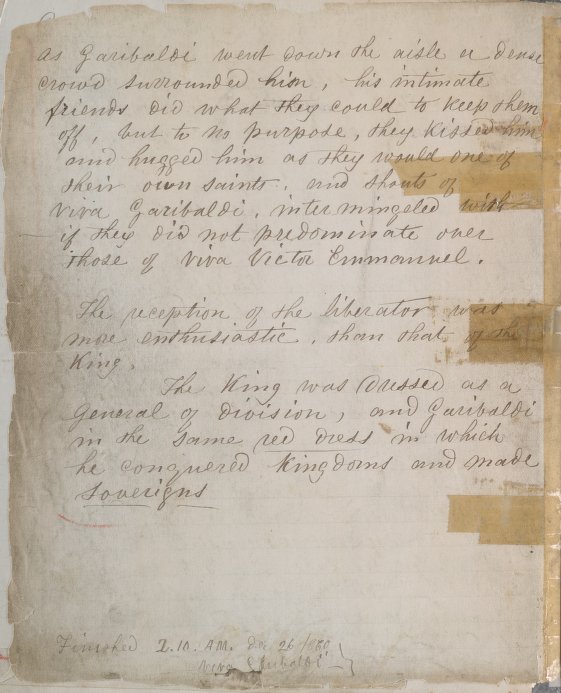 As Garibaldi went down the aisle a dense
crowd surrounded him, his intimate
friends did what they could to keep them
off, but to no purpose, they kissed him
and hugged him as they would one of
their own saints, and shouts of
Viva Garibaldi, intermingeled with
if they did not predominate over
those of Viva Victor Emmanuel.
The reception of the liberator was
more enthusiastic, than that of the
King.
The King was dressed as a
General of division, and Garibaldi
in the same red dress in which
he conquered Kingdoms and made
Soverigns
Finished 2.10. AM. 26/860
Viva Garibaldi